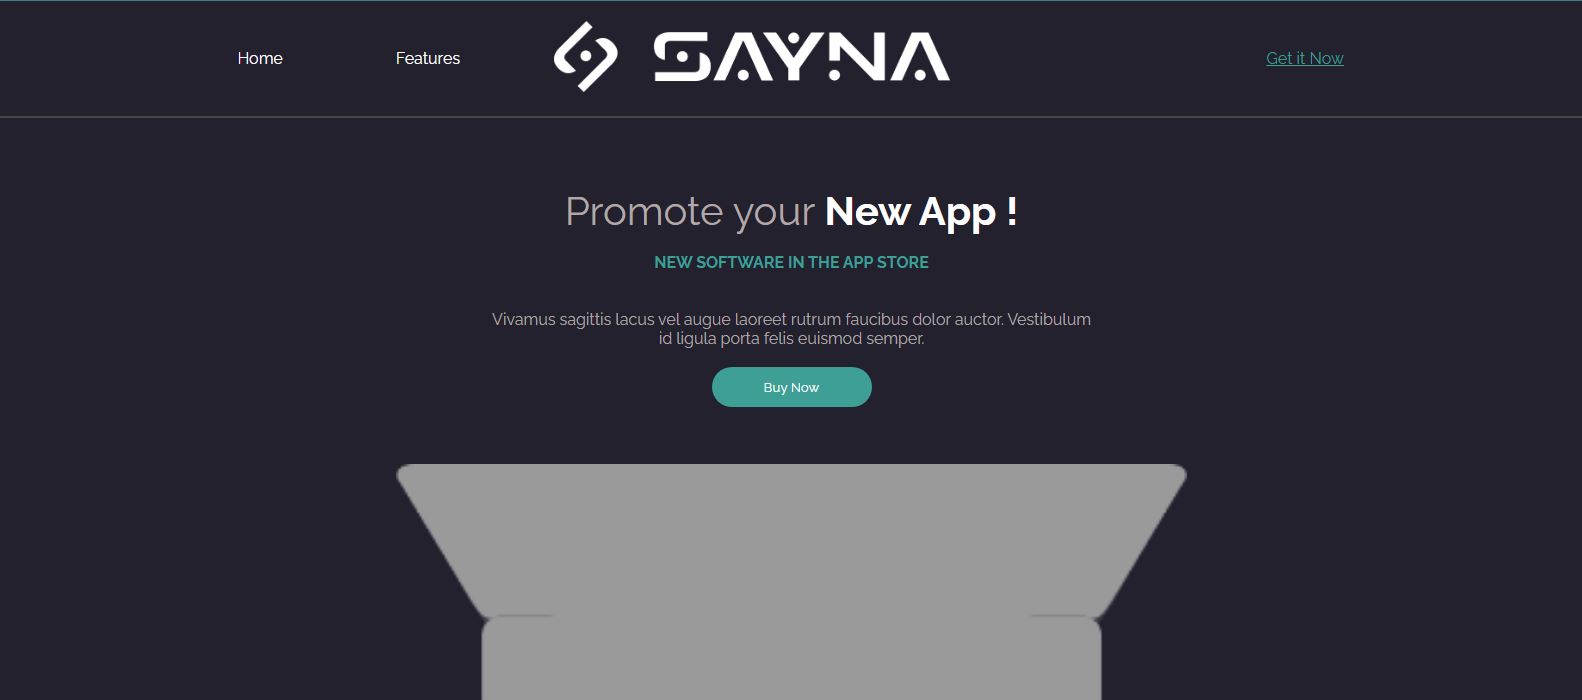 Home
Features
SAYNA
Get it Now
Promote your New App !
NEW SOFTWARE IN THE APP STORE
Vivamus sagittis lacus vel augue laoreet rutrum faucibus dolor auctor. Vestibulum
id ligula porta felis euismod semper.
Buy Now